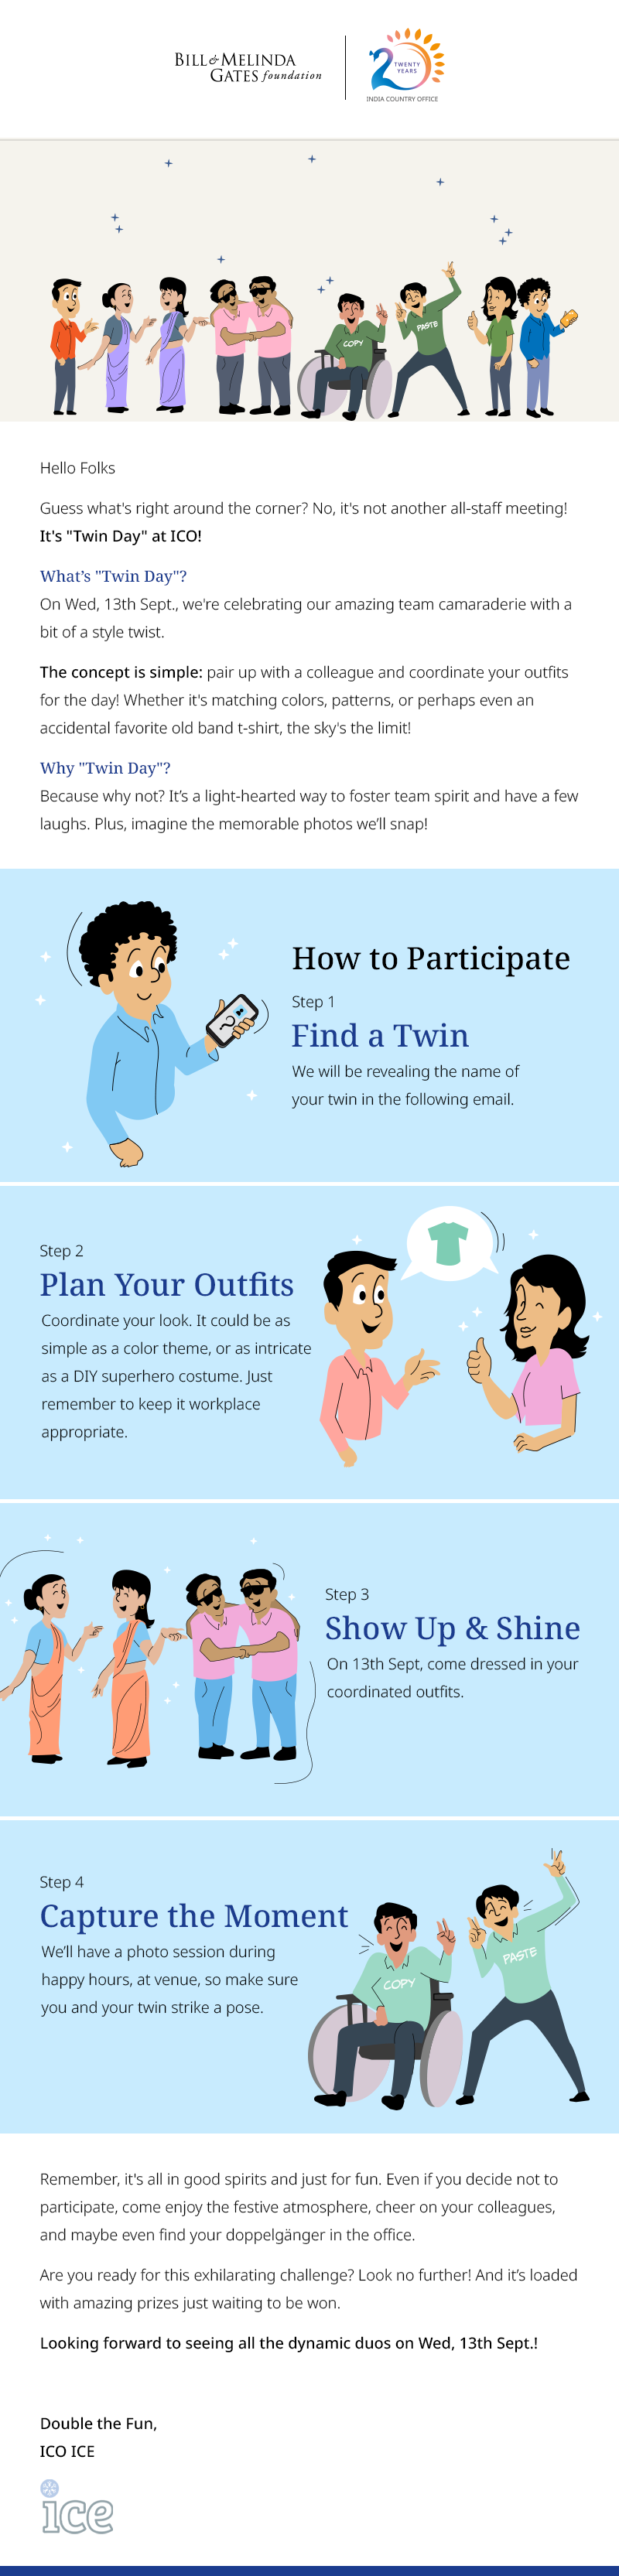 BILL & MELINDA
GATES foundation
TWENTY
YEARS
INDIA COUNTRY OFFICE
COPY
PASTE
Hello Folks
Guess what's right around the corner? No, it's not another all-staff meeting!
It's "Twin Day" at ICO!
What’s "Twin Day"?
On Wed, 13th Sept., we're celebrating our amazing team camaraderie with a
bit of a style twist.
The concept is simple: pair up with a colleague and coordinate your outfits
for the day! Whether it's matching colors, patterns, or perhaps even an
accidental favorite old band t-shirt, the sky's the limit!
Why "Twin Day"?
Because why not? It’s a light-hearted way to foster team spirit and have a few
laughs. Plus, imagine the memorable photos we’ll snap!
How to Participate
Step 1
Find a Twin
We will be revealing the name of
your twin in the following email.
?
Step 2
Plan Your Outfits
Coordinate your look. It could be as
simple as a color theme, or as intricate
as a DIY superhero costume. Just
remember to keep it workplace
appropriate.
Step 3
Show Up & Shine
On 13th Sept, come dressed in your
coordinated outfits.
Step 4
Capture the Moment
We’ll have a photo session during
happy hours, at venue, so make sure
you and your twin strike a pose.
COPY
PASTE
Remember, it's all in good spirits and just for fun. Even if you decide not to
participate, come enjoy the festive atmosphere, cheer on your colleagues,
and maybe even find your doppelgänger in the office.
Are you ready for this exhilarating challenge? Look no further! And it’s loaded
with amazing prizes just waiting to be won.
Looking forward to seeing all the dynamic duos on Wed, 13th Sept.!
Double the Fun,
ICO ICE
ice